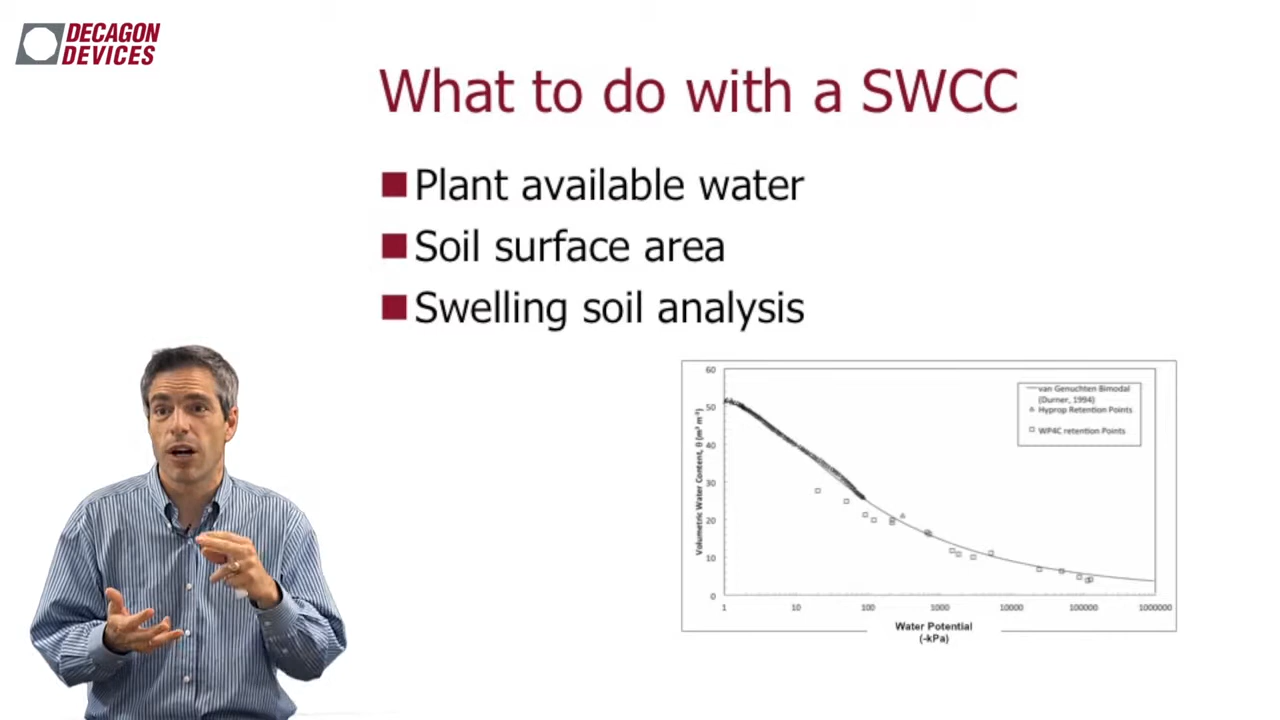 DECAGON
DEVICES
What to do with a SWCC
Plant available water
Soil surface area
Swelling soil analysis
60
50
40
30
20
10
0
Volumetric Water Content, θ (m³ m⁻³)
van Genuchten Bimodal
(Durner, 1994)
Hyprop Retention Points
WP4C retention Points
1 10 100 1000 10000 100000 1000000
Water Potential
(-kPa)